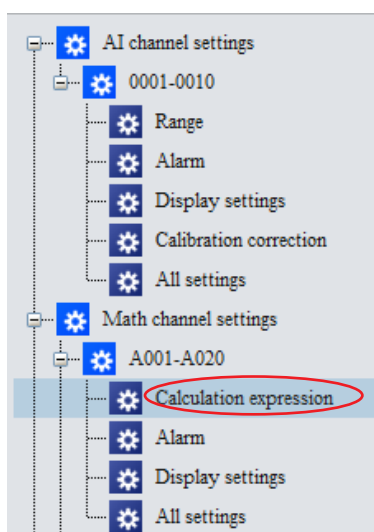 AI channel settings
0001-0010
Range
Alarm
Display settings
Calibration correction
All settings
Math channel settings
A001-A020
Calculation expression
Alarm
Display settings
All settings